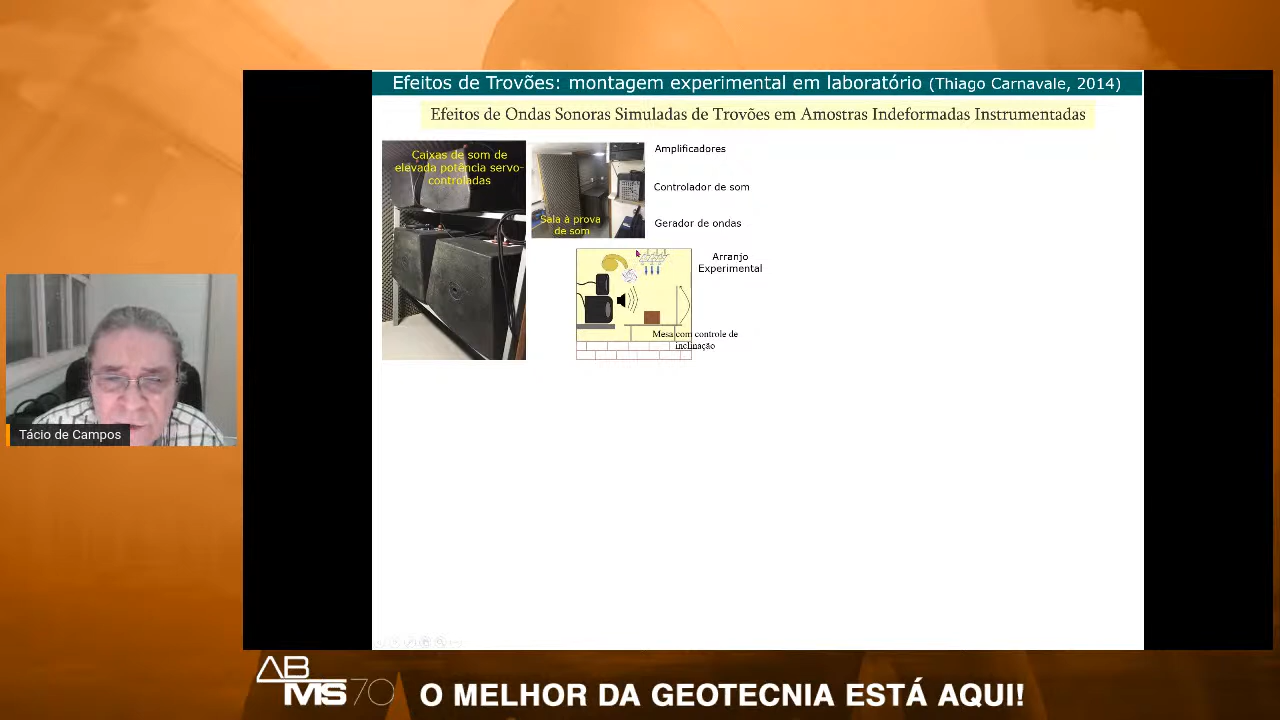 Efeitos de Trovões: montagem experimental em laboratório (Thiago Carnavale, 2014)
Efeitos de Ondas Sonoras Simuladas de Trovões em Amostras Indeformadas Instrumentadas
Caixas de som de
elevada potência servo-
controladas
Sala à prova
de som
Amplificadores
Controlador de som
Gerador de ondas
Arranjo
Experimental
Mesa com controle de
inclinação
Tácio de Campos
ABMS70
O MELHOR DA GEOTECNIA ESTÁ AQUI!